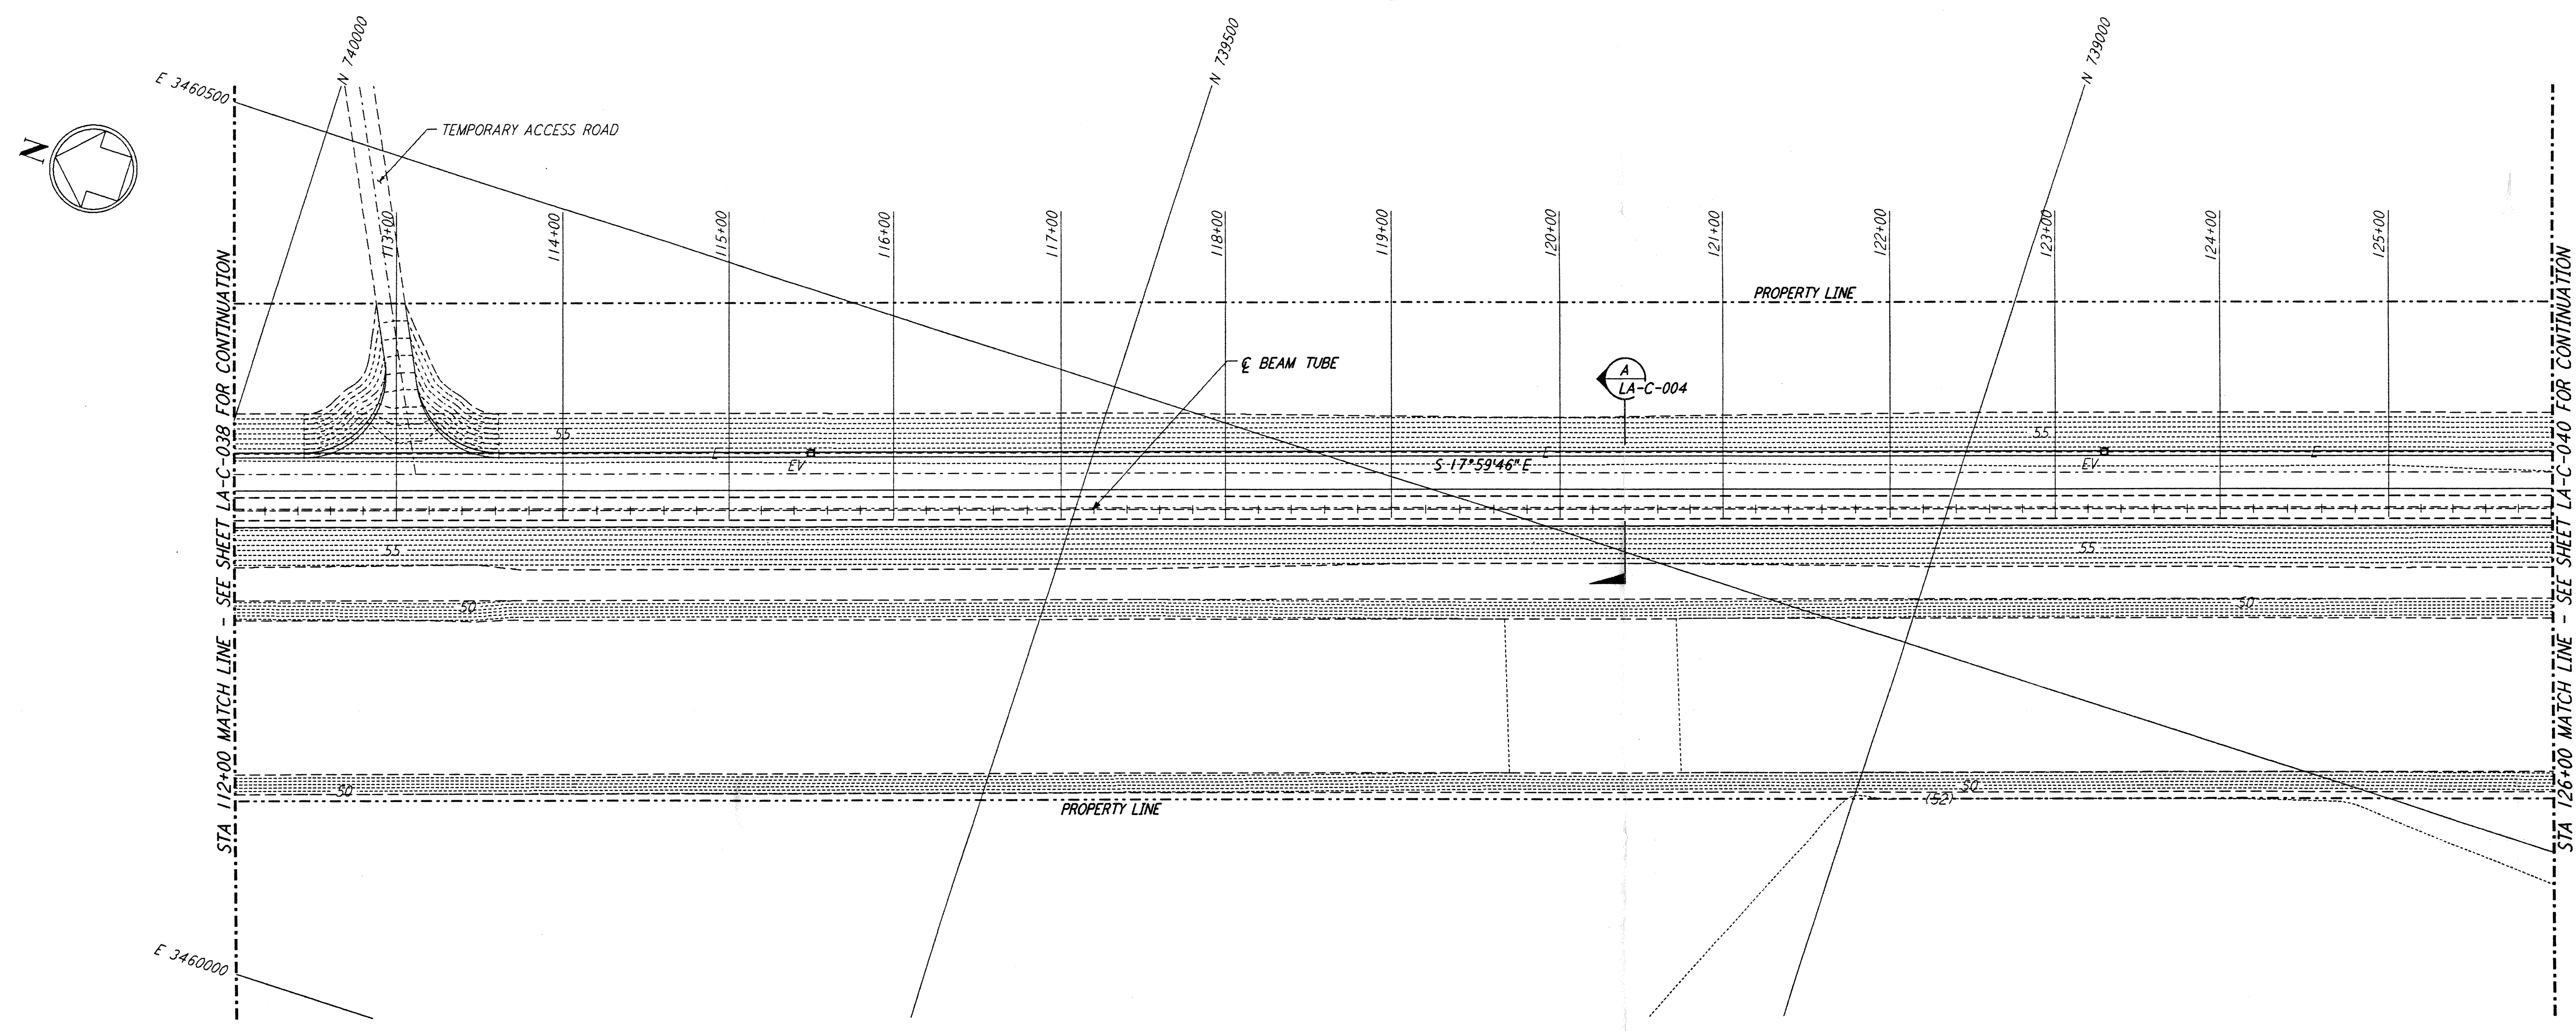 N
E 3460500
N 740000
N 739500
N 739000
TEMPORARY ACCESS ROAD
113+00
114+00
115+00
116+00
117+00
118+00
119+00
120+00
121+00
122+00
123+00
124+00
125+00
PROPERTY LINE
STA 112+00 MATCH LINE - SEE SHEET LA-C-038 FOR CONTINUATION
℄ BEAM TUBE
A
LA-C-004
55
55
E
EV
E
S 17°59'46" E
EV
E
55
55
50
50
50
50
(52)
PROPERTY LINE
E 3460000
STA 126+00 MATCH LINE - SEE SHEET LA-C-040 FOR CONTINUATION